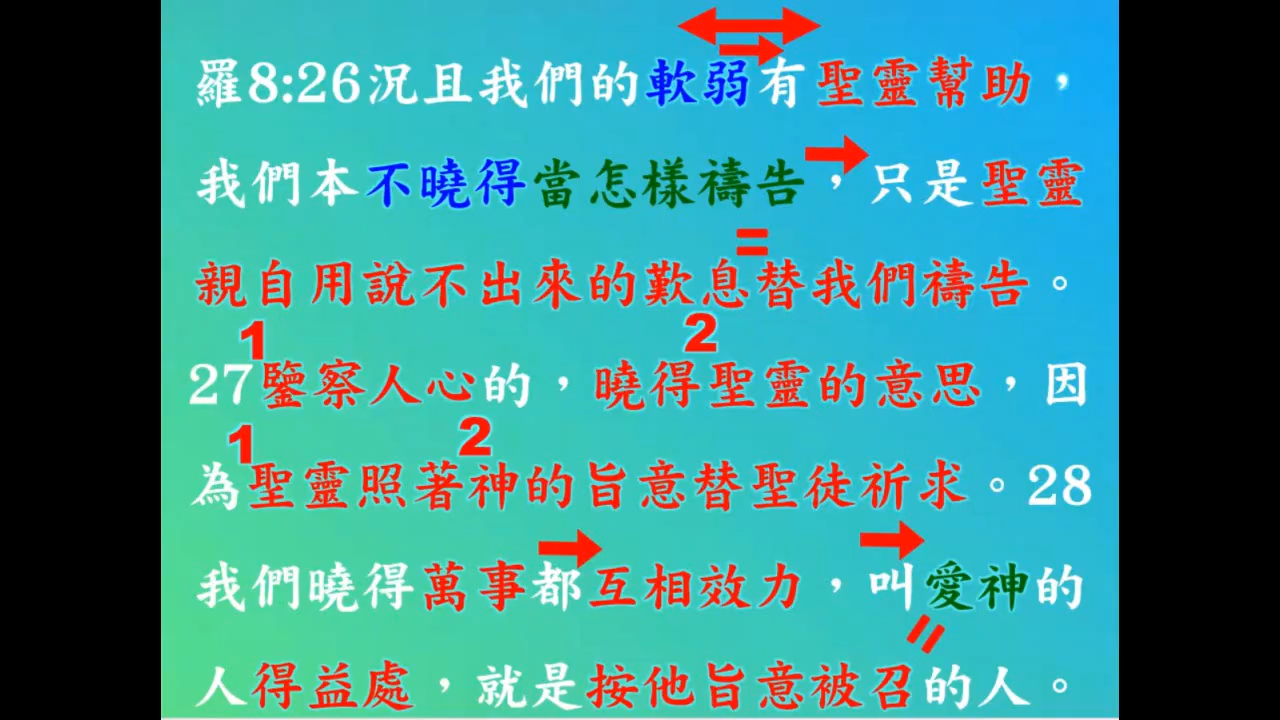 羅8:26況且我們的軟弱有聖靈幫助，
我們本不曉得當怎樣禱告，只是聖靈
親自用說不出來的歎息替我們禱告。
1 2
27鑒察人心的，曉得聖靈的意思，因
1 2
為聖靈照著神的旨意替聖徒祈求。28
我們曉得萬事都互相效力，叫愛神的
人得益處，就是按他旨意被召的人。